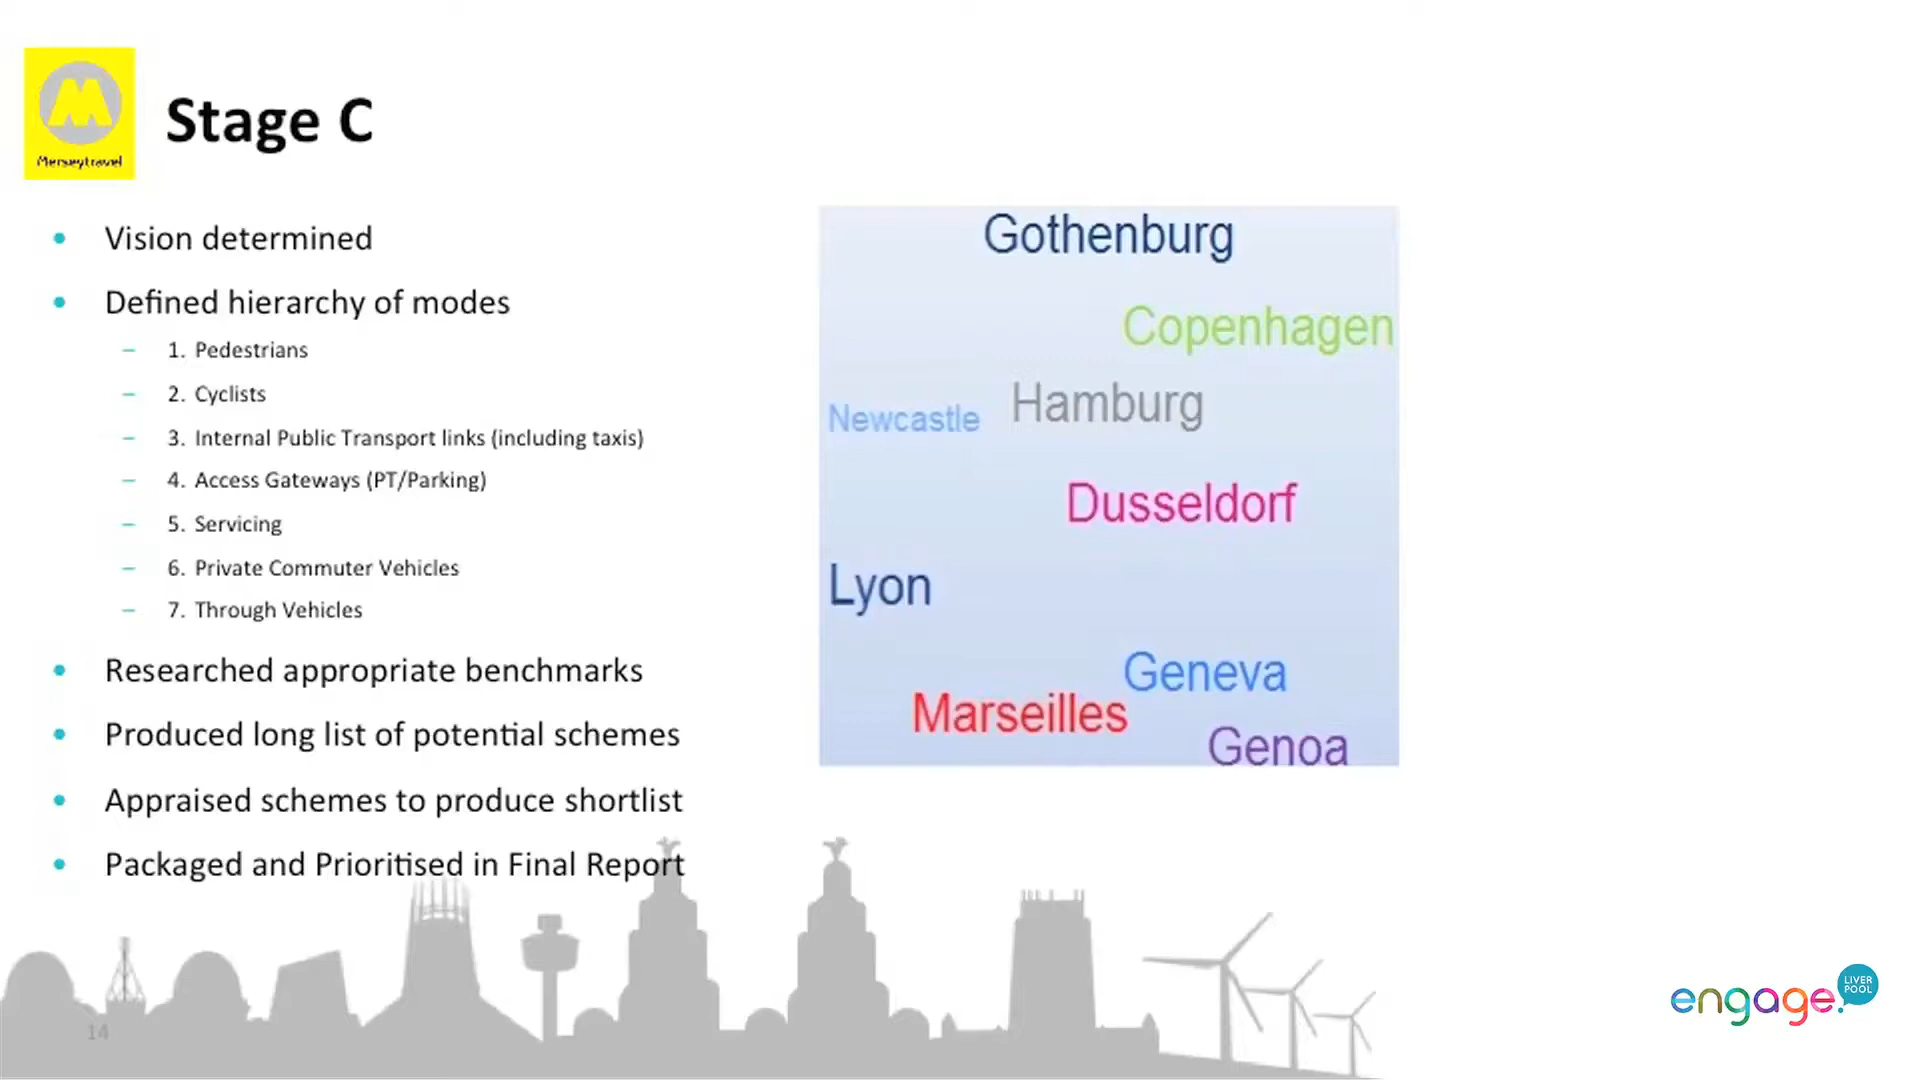 Merseytravel
Stage C
• Vision determined
• Defined hierarchy of modes
– 1. Pedestrians
– 2. Cyclists
– 3. Internal Public Transport links (including taxis)
– 4. Access Gateways (PT/Parking)
– 5. Servicing
– 6. Private Commuter Vehicles
– 7. Through Vehicles
• Researched appropriate benchmarks
• Produced long list of potential schemes
• Appraised schemes to produce shortlist
• Packaged and Prioritised in Final Report
Gothenburg
Copenhagen
Hamburg
Newcastle
Dusseldorf
Lyon
Geneva
Marseilles
Genoa
14
engage.
LIVER
POOL